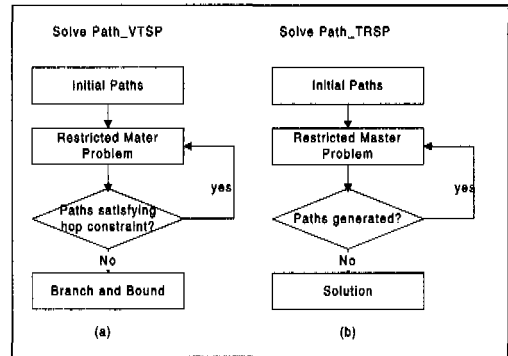 Solve Path_VTSP
Initial Paths
Restricted Mater
Problem
yes
Paths satisfying
hop constraint?
No
Branch and Bound
(a)
Solve Path_TRSP
Initial Paths
Restricted Master
Problem
yes
Paths generated?
No
Solution
(b)